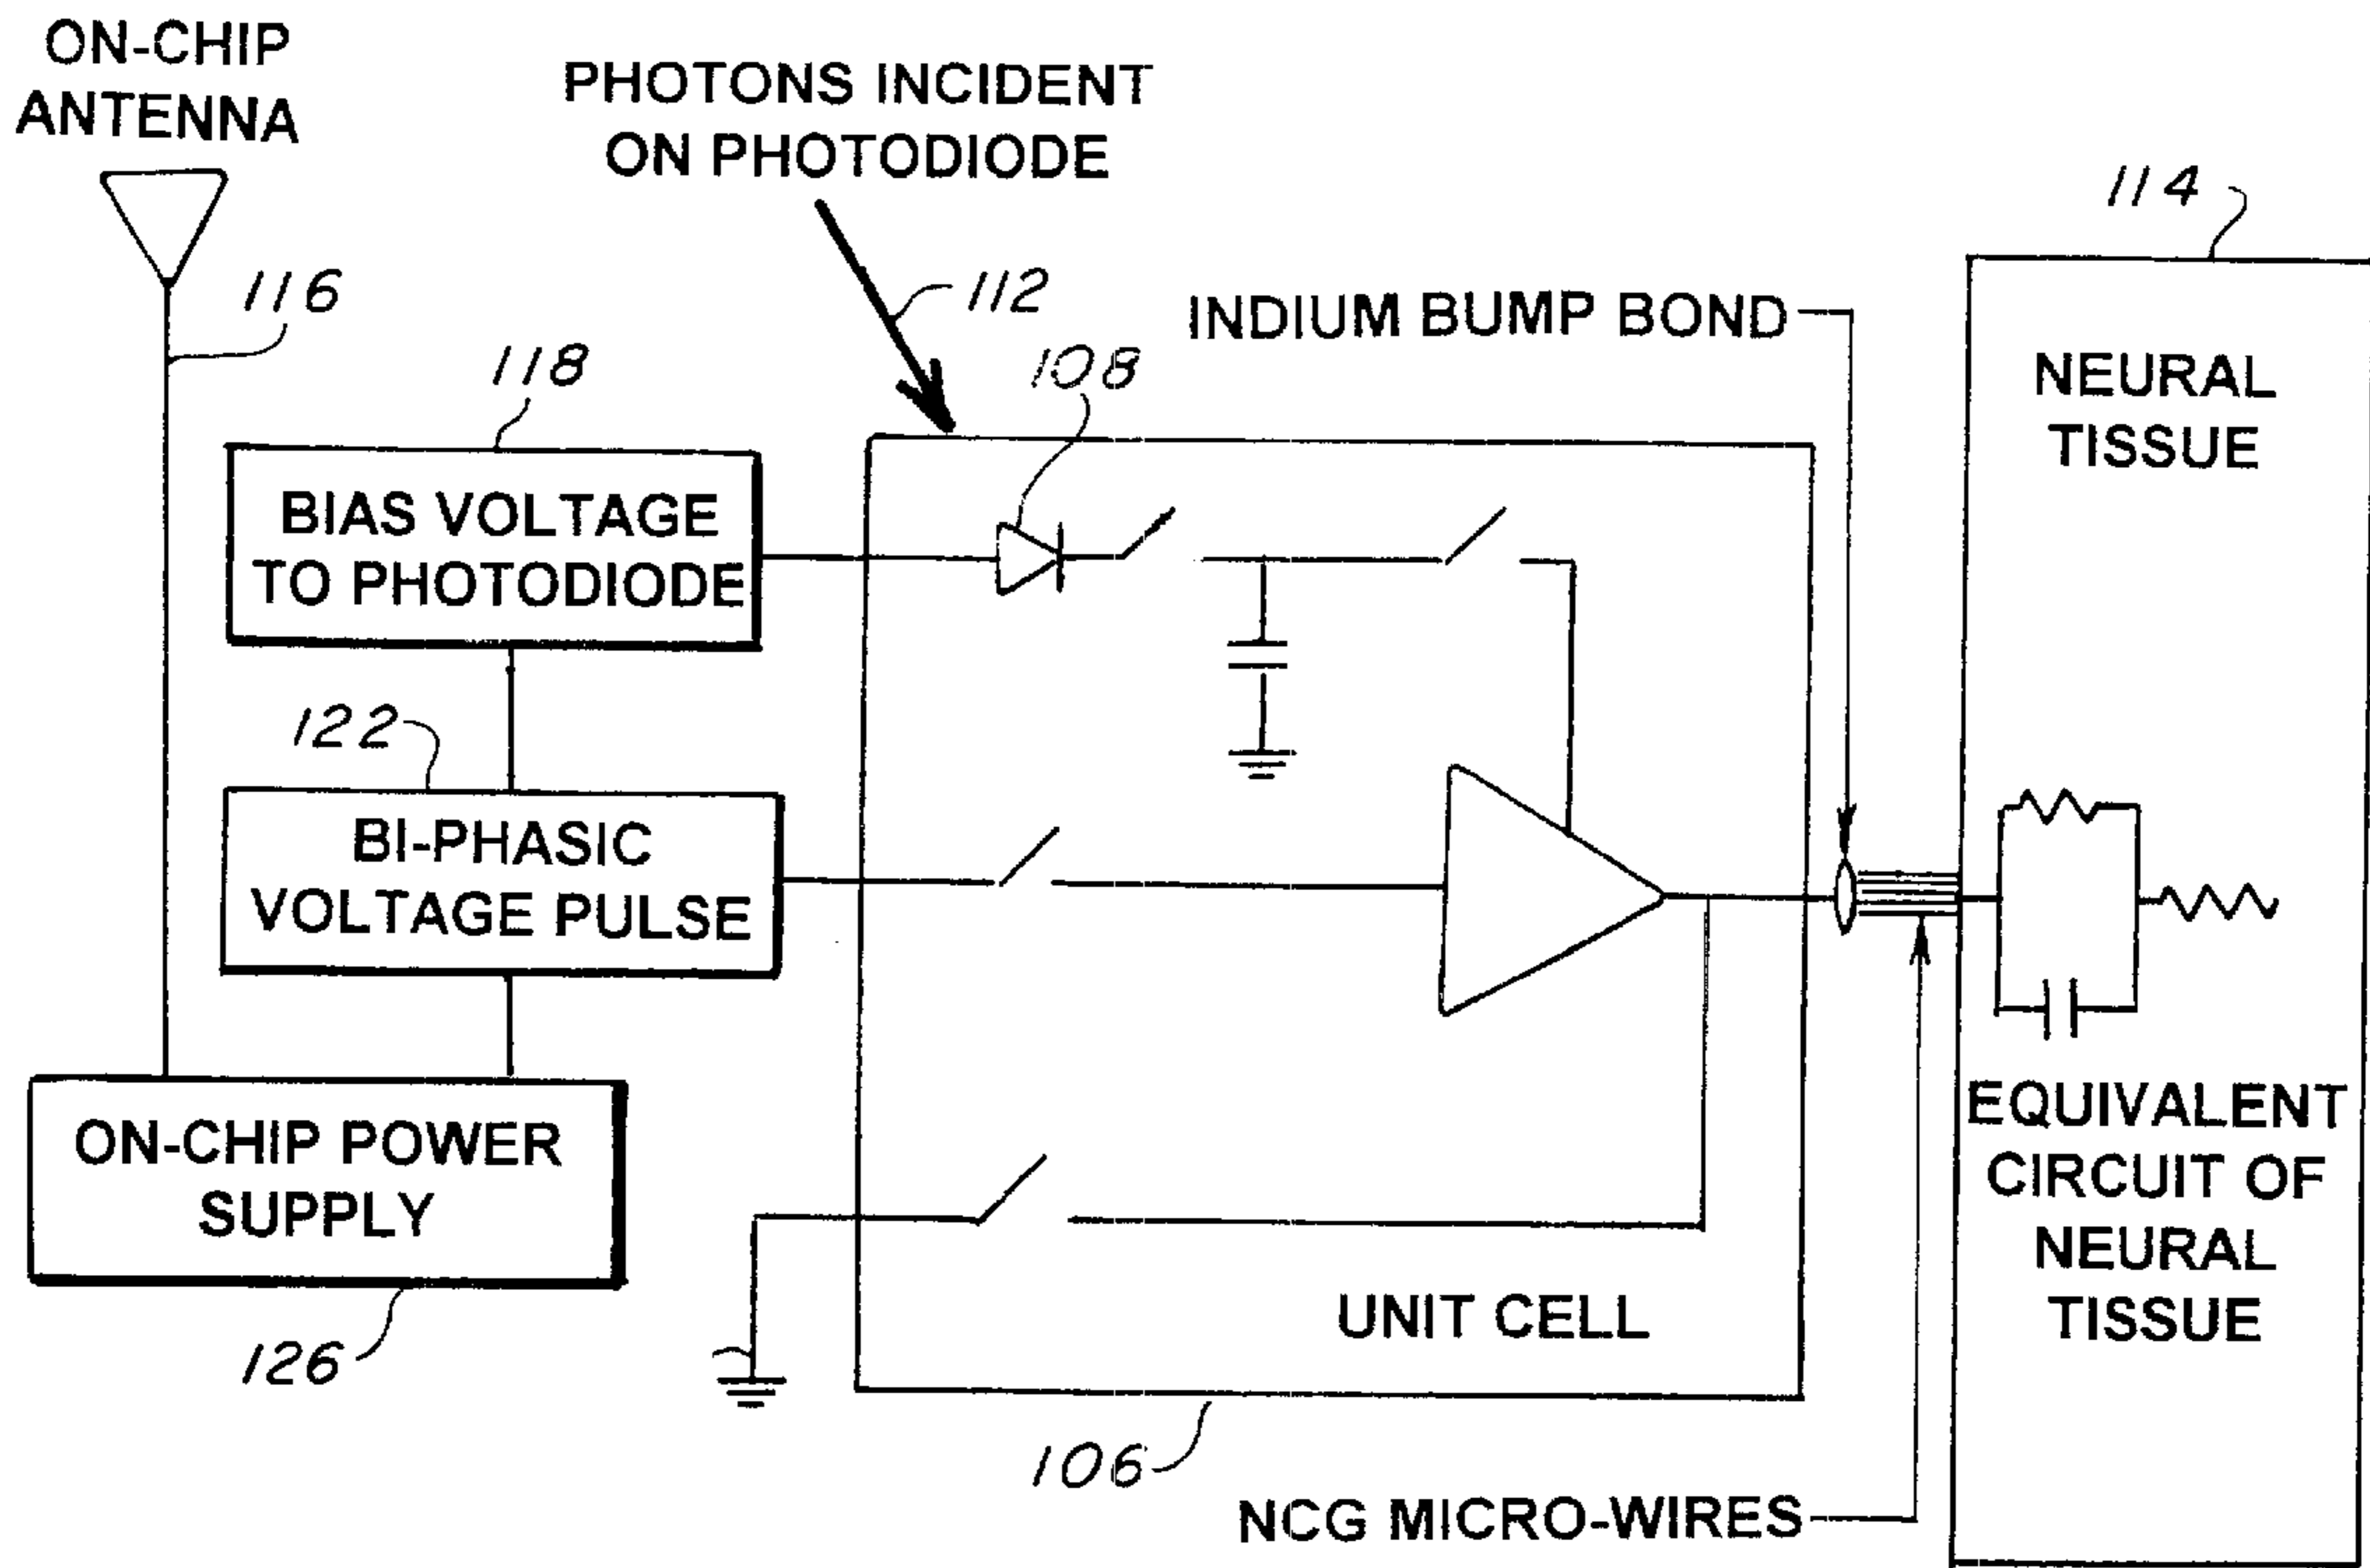 ON-CHIP
ANTENNA
PHOTONS INCIDENT
ON PHOTODIODE
116
112
114
INDIUM BUMP BOND
118
108
NEURAL
TISSUE
BIAS VOLTAGE
TO PHOTODIODE
122
BI-PHASIC
VOLTAGE PULSE
ON-CHIP POWER
SUPPLY
126
EQUIVALENT
CIRCUIT OF
NEURAL
TISSUE
UNIT CELL
106
NCG MICRO-WIRES